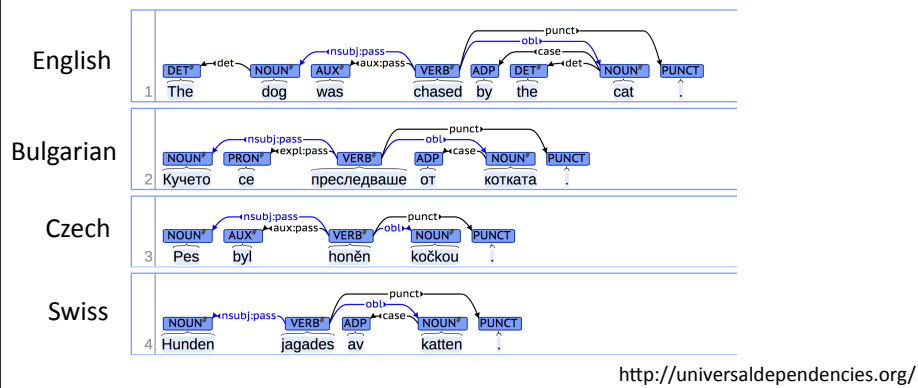 English
punct
obl
nsubj:pass case
det aux:pass det
DET# NOUN# AUX# VERB# ADP DET# NOUN# PUNCT
1 The dog was chased by the cat .
Bulgarian
punct
nsubj:pass obl
expl:pass case
NOUN# PRON# VERB# ADP NOUN# PUNCT
2 Кучето се преследваше от котката .
Czech
nsubj:pass punct
aux:pass obl
NOUN# AUX# VERB# NOUN# PUNCT
3 Pes byl honěn kočkou .
Swiss
punct
obl
nsubj:pass case
NOUN# VERB# ADP NOUN# PUNCT
4 Hunden jagades av katten .
http://universaldependencies.org/